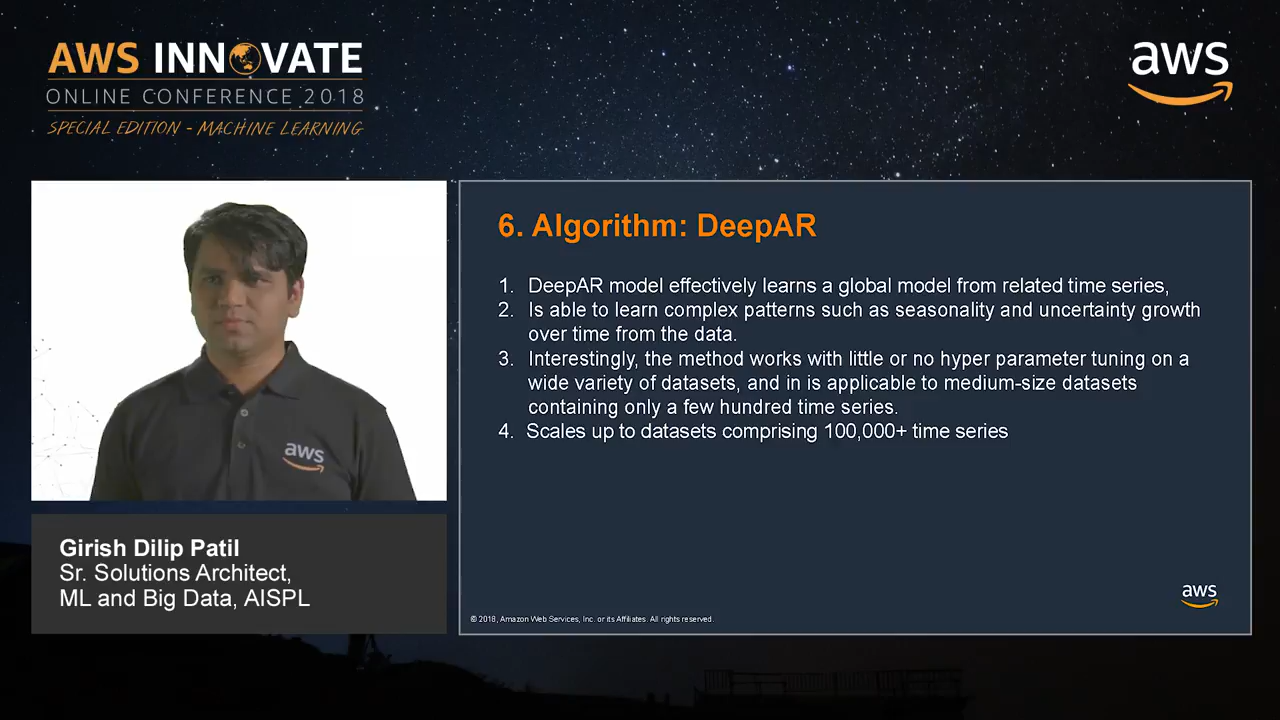 AWS INNOVATE
ONLINE CONFERENCE 2018
SPECIAL EDITION - MACHINE LEARNING
aws
6. Algorithm: DeepAR
1. DeepAR model effectively learns a global model from related time series,
2. Is able to learn complex patterns such as seasonality and uncertainty growth
over time from the data.
3. Interestingly, the method works with little or no hyper parameter tuning on a
wide variety of datasets, and in is applicable to medium-size datasets
containing only a few hundred time series.
4. Scales up to datasets comprising 100,000+ time series
aws
Girish Dilip Patil
Sr. Solutions Architect,
ML and Big Data, AISPL
aws
© 2018, Amazon Web Services, Inc. or its Affiliates. All rights reserved.